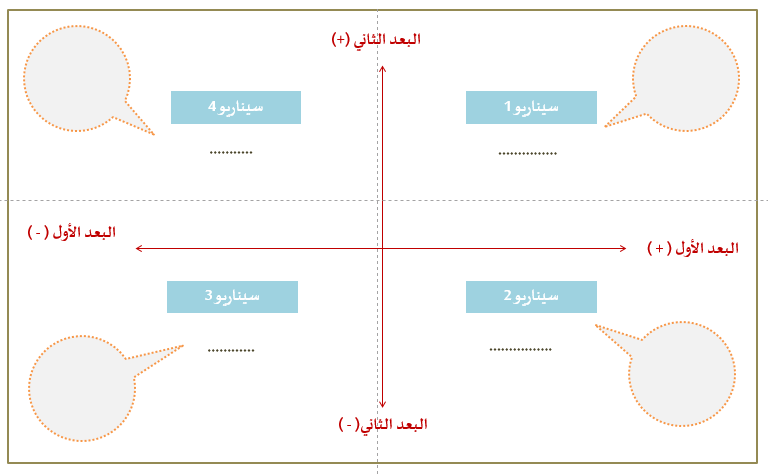 البعد الثاني (+)
سيناريو 1
سيناريو 4
..............
...........
البعد الأول ( + )
البعد الأول ( - )
سيناريو 2
سيناريو 3
..............
...........
البعد الثاني( - )